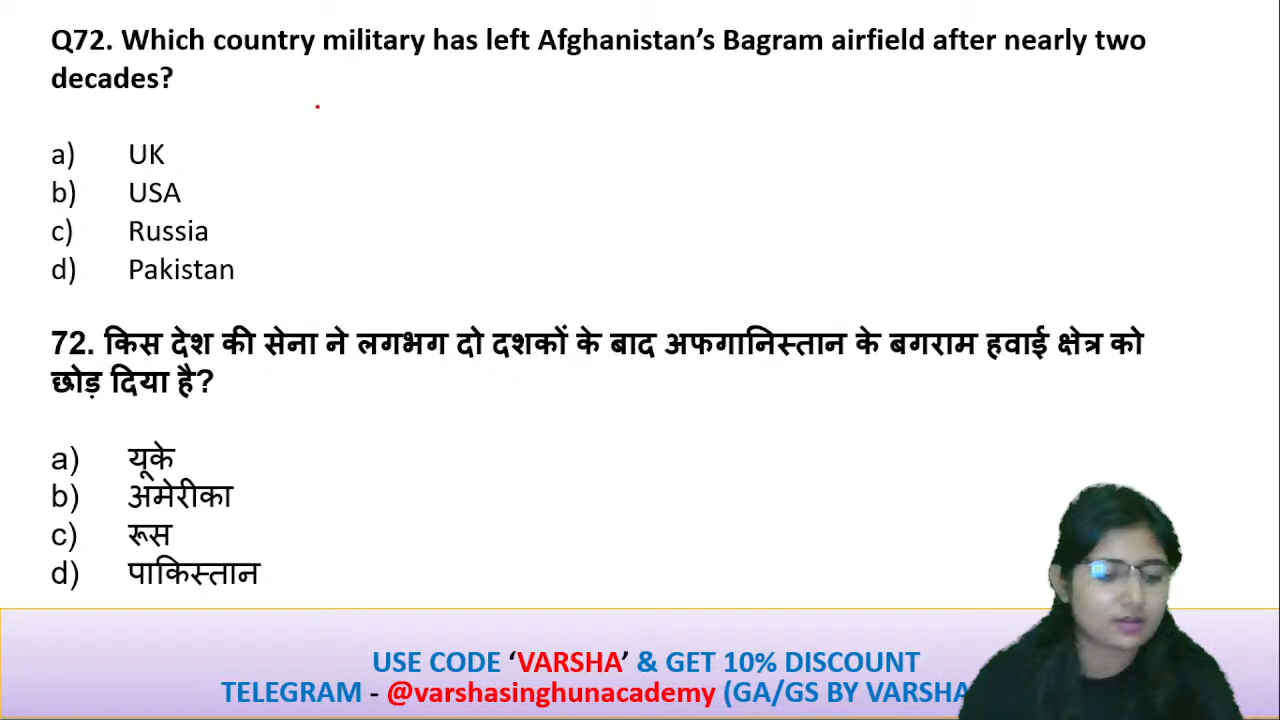 Q72. Which country military has left Afghanistan’s Bagram airfield after nearly two
decades?
a) UK
b) USA
c) Russia
d) Pakistan
72. किस देश की सेना ने लगभग दो दशकों के बाद अफगानिस्तान के बगराम हवाई क्षेत्र को
छोड़ दिया है?
a) यूके
b) अमेरीका
c) रूस
d) पाकिस्तान
USE CODE ‘VARSHA’ & GET 10% DISCOUNT
TELEGRAM - @varshasinghunacademy (GA/GS BY VARSHA